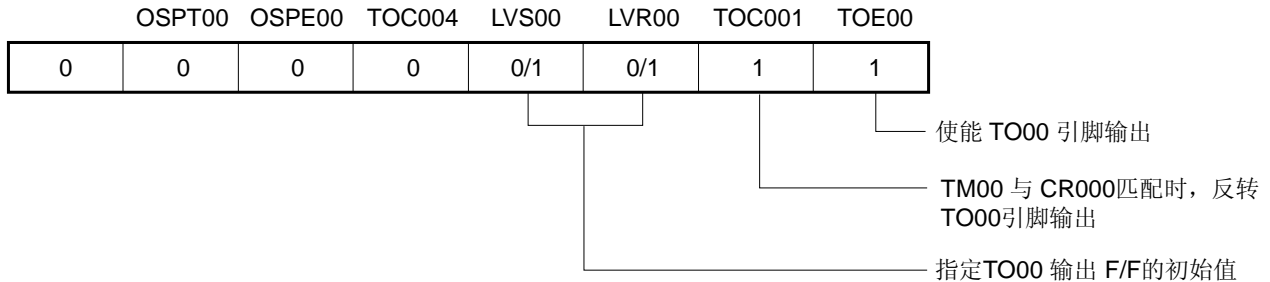 OSPT00 OSPE00 TOC004 LVS00 LVR00 TOC001 TOE00
0 0 0 0 0/1 0/1 1 1
使能 TO00 引脚输出
TM00 与 CR000匹配时，反转
TO00引脚输出
指定TO00 输出 F/F的初始值